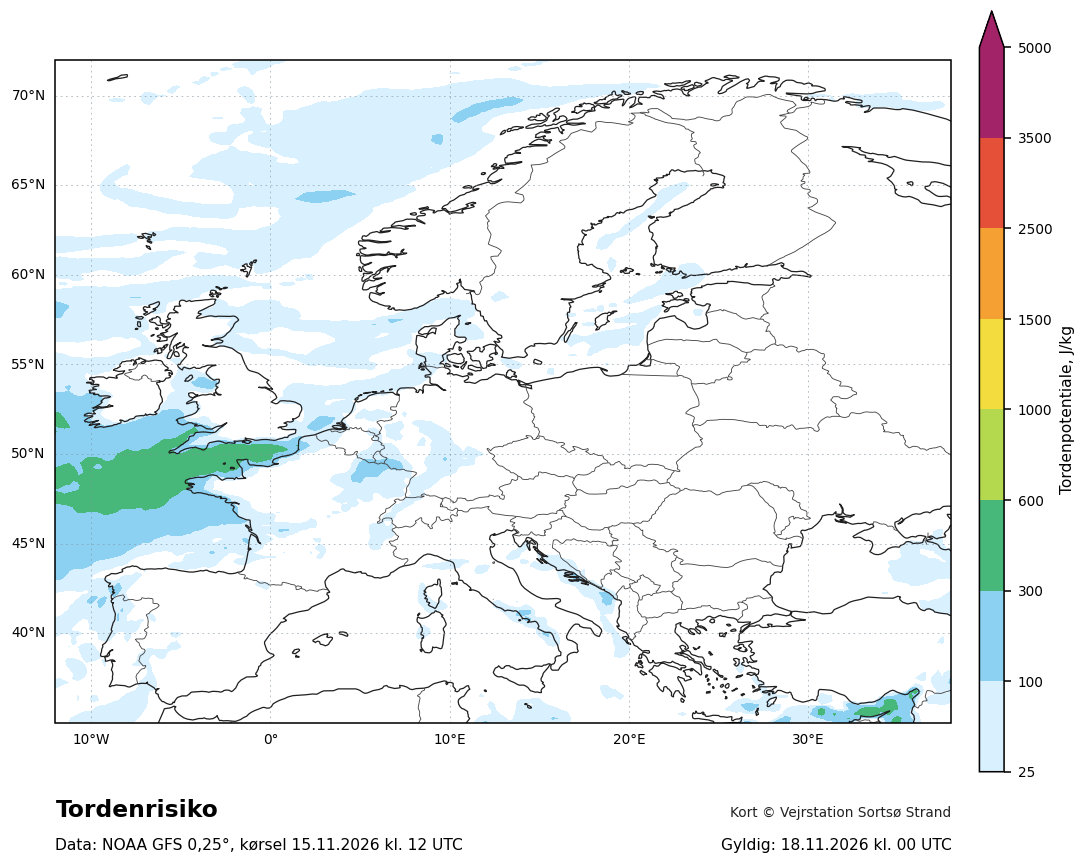 5000
3500
2500
1500
1000
600
300
100
25
Tordenpotentiale, J/kg
70°N
65°N
60°N
55°N
50°N
45°N
40°N
10°W
0°
10°E
20°E
30°E
Tordenrisiko
Kort © Vejrstation Sortsø Strand
Data: NOAA GFS 0,25°, kørsel 15.11.2026 kl. 12 UTC
Gyldig: 18.11.2026 kl. 00 UTC